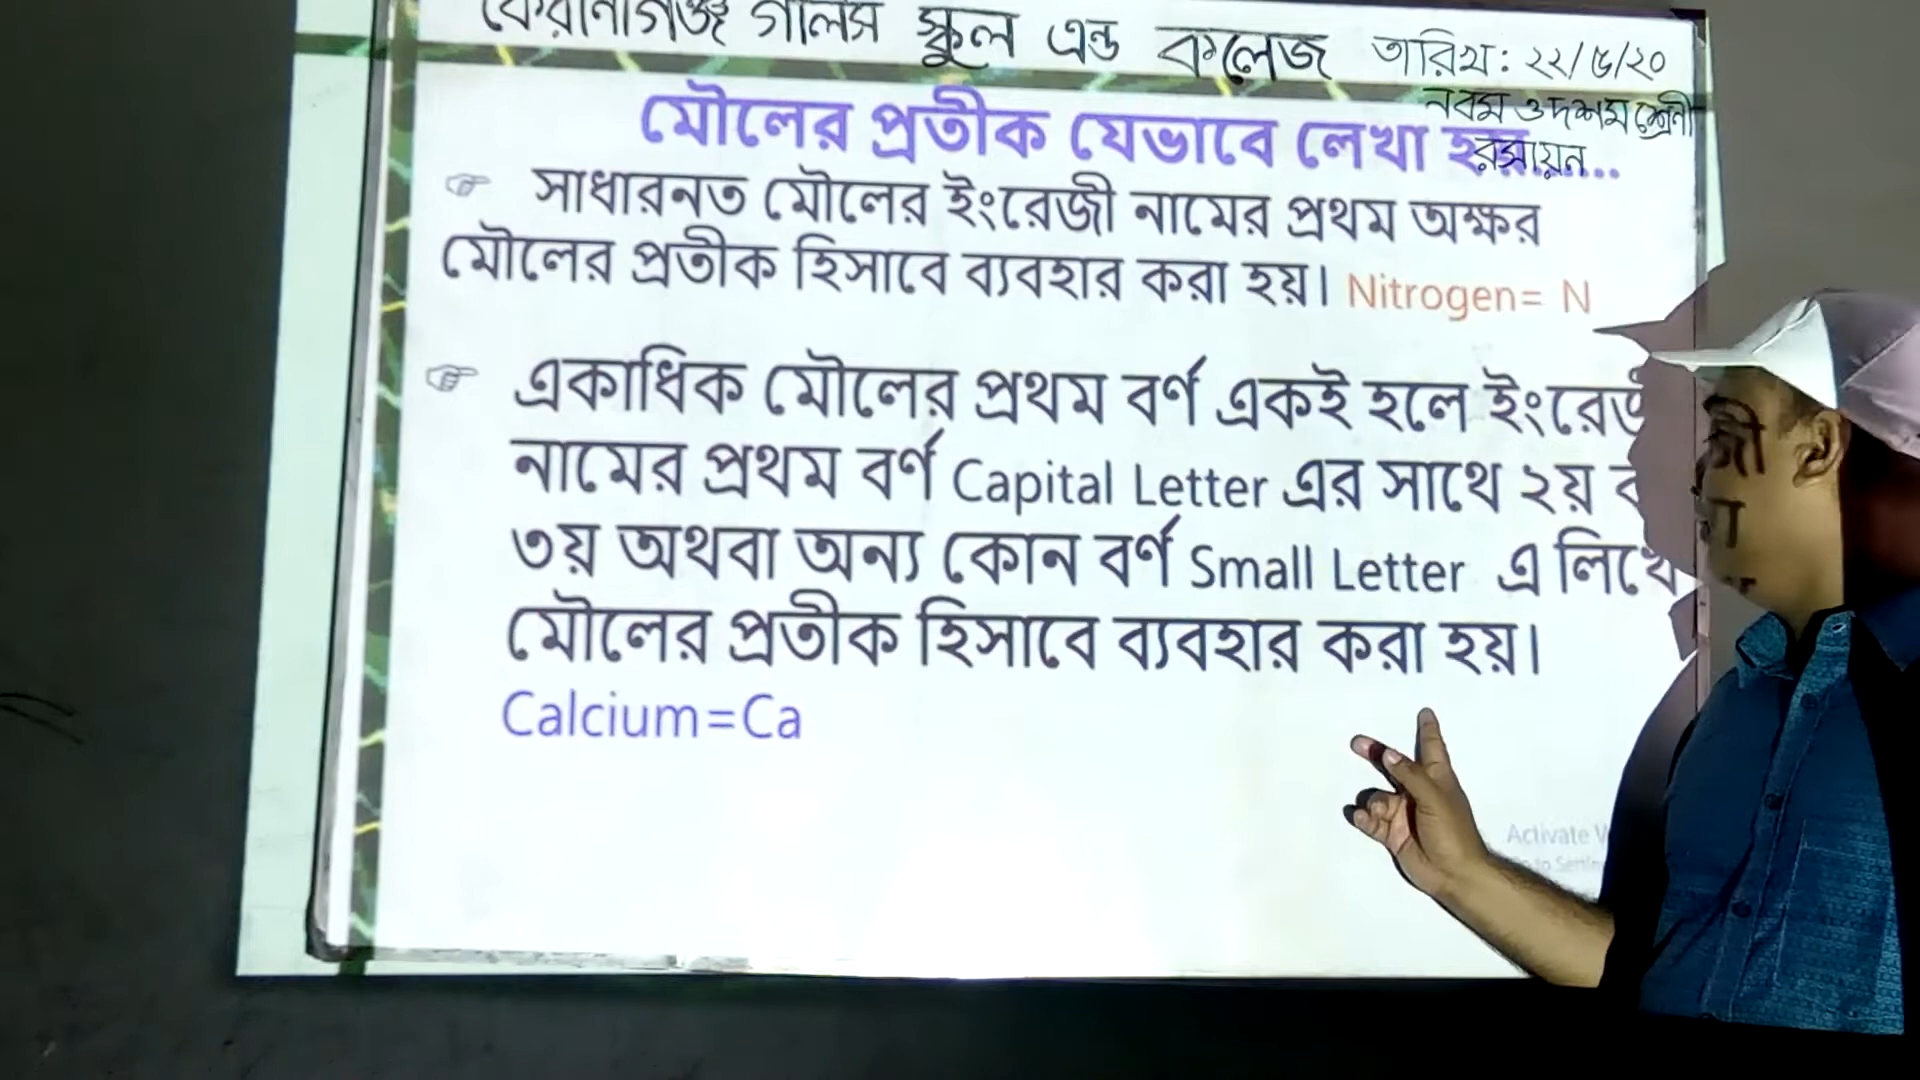 কেরানীগঞ্জ গার্লস স্কুল এন্ড কলেজ তারিখ: ২২/৫/২০
নবম ও দশম শ্রেণী
রসায়ন
মৌলের প্রতীক যেভাবে লেখা হয়...
☞ সাধারনত মৌলের ইংরেজী নামের প্রথম অক্ষর
মৌলের প্রতীক হিসাবে ব্যবহার করা হয়। Nitrogen= N
☞ একাধিক মৌলের প্রথম বর্ণ একই হলে ইংরেজী
নামের প্রথম বর্ণ Capital Letter এর সাথে ২য় বা
৩য় অথবা অন্য কোন বর্ণ Small Letter এ লিখে
মৌলের প্রতীক হিসাবে ব্যবহার করা হয়।
Calcium=Ca
Activate